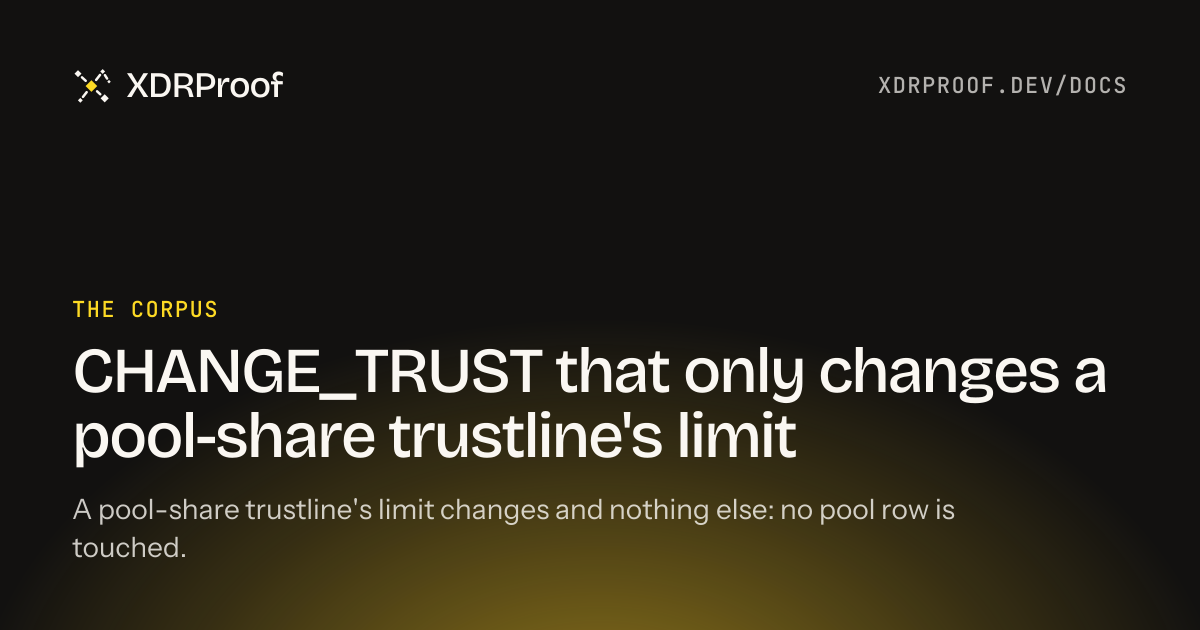 XDRProof
XDRPROOF.DEV/DOCS
THE CORPUS
CHANGE_TRUST that only changes a
pool-share trustline's limit
A pool-share trustline's limit changes and nothing else: no pool row is
touched.